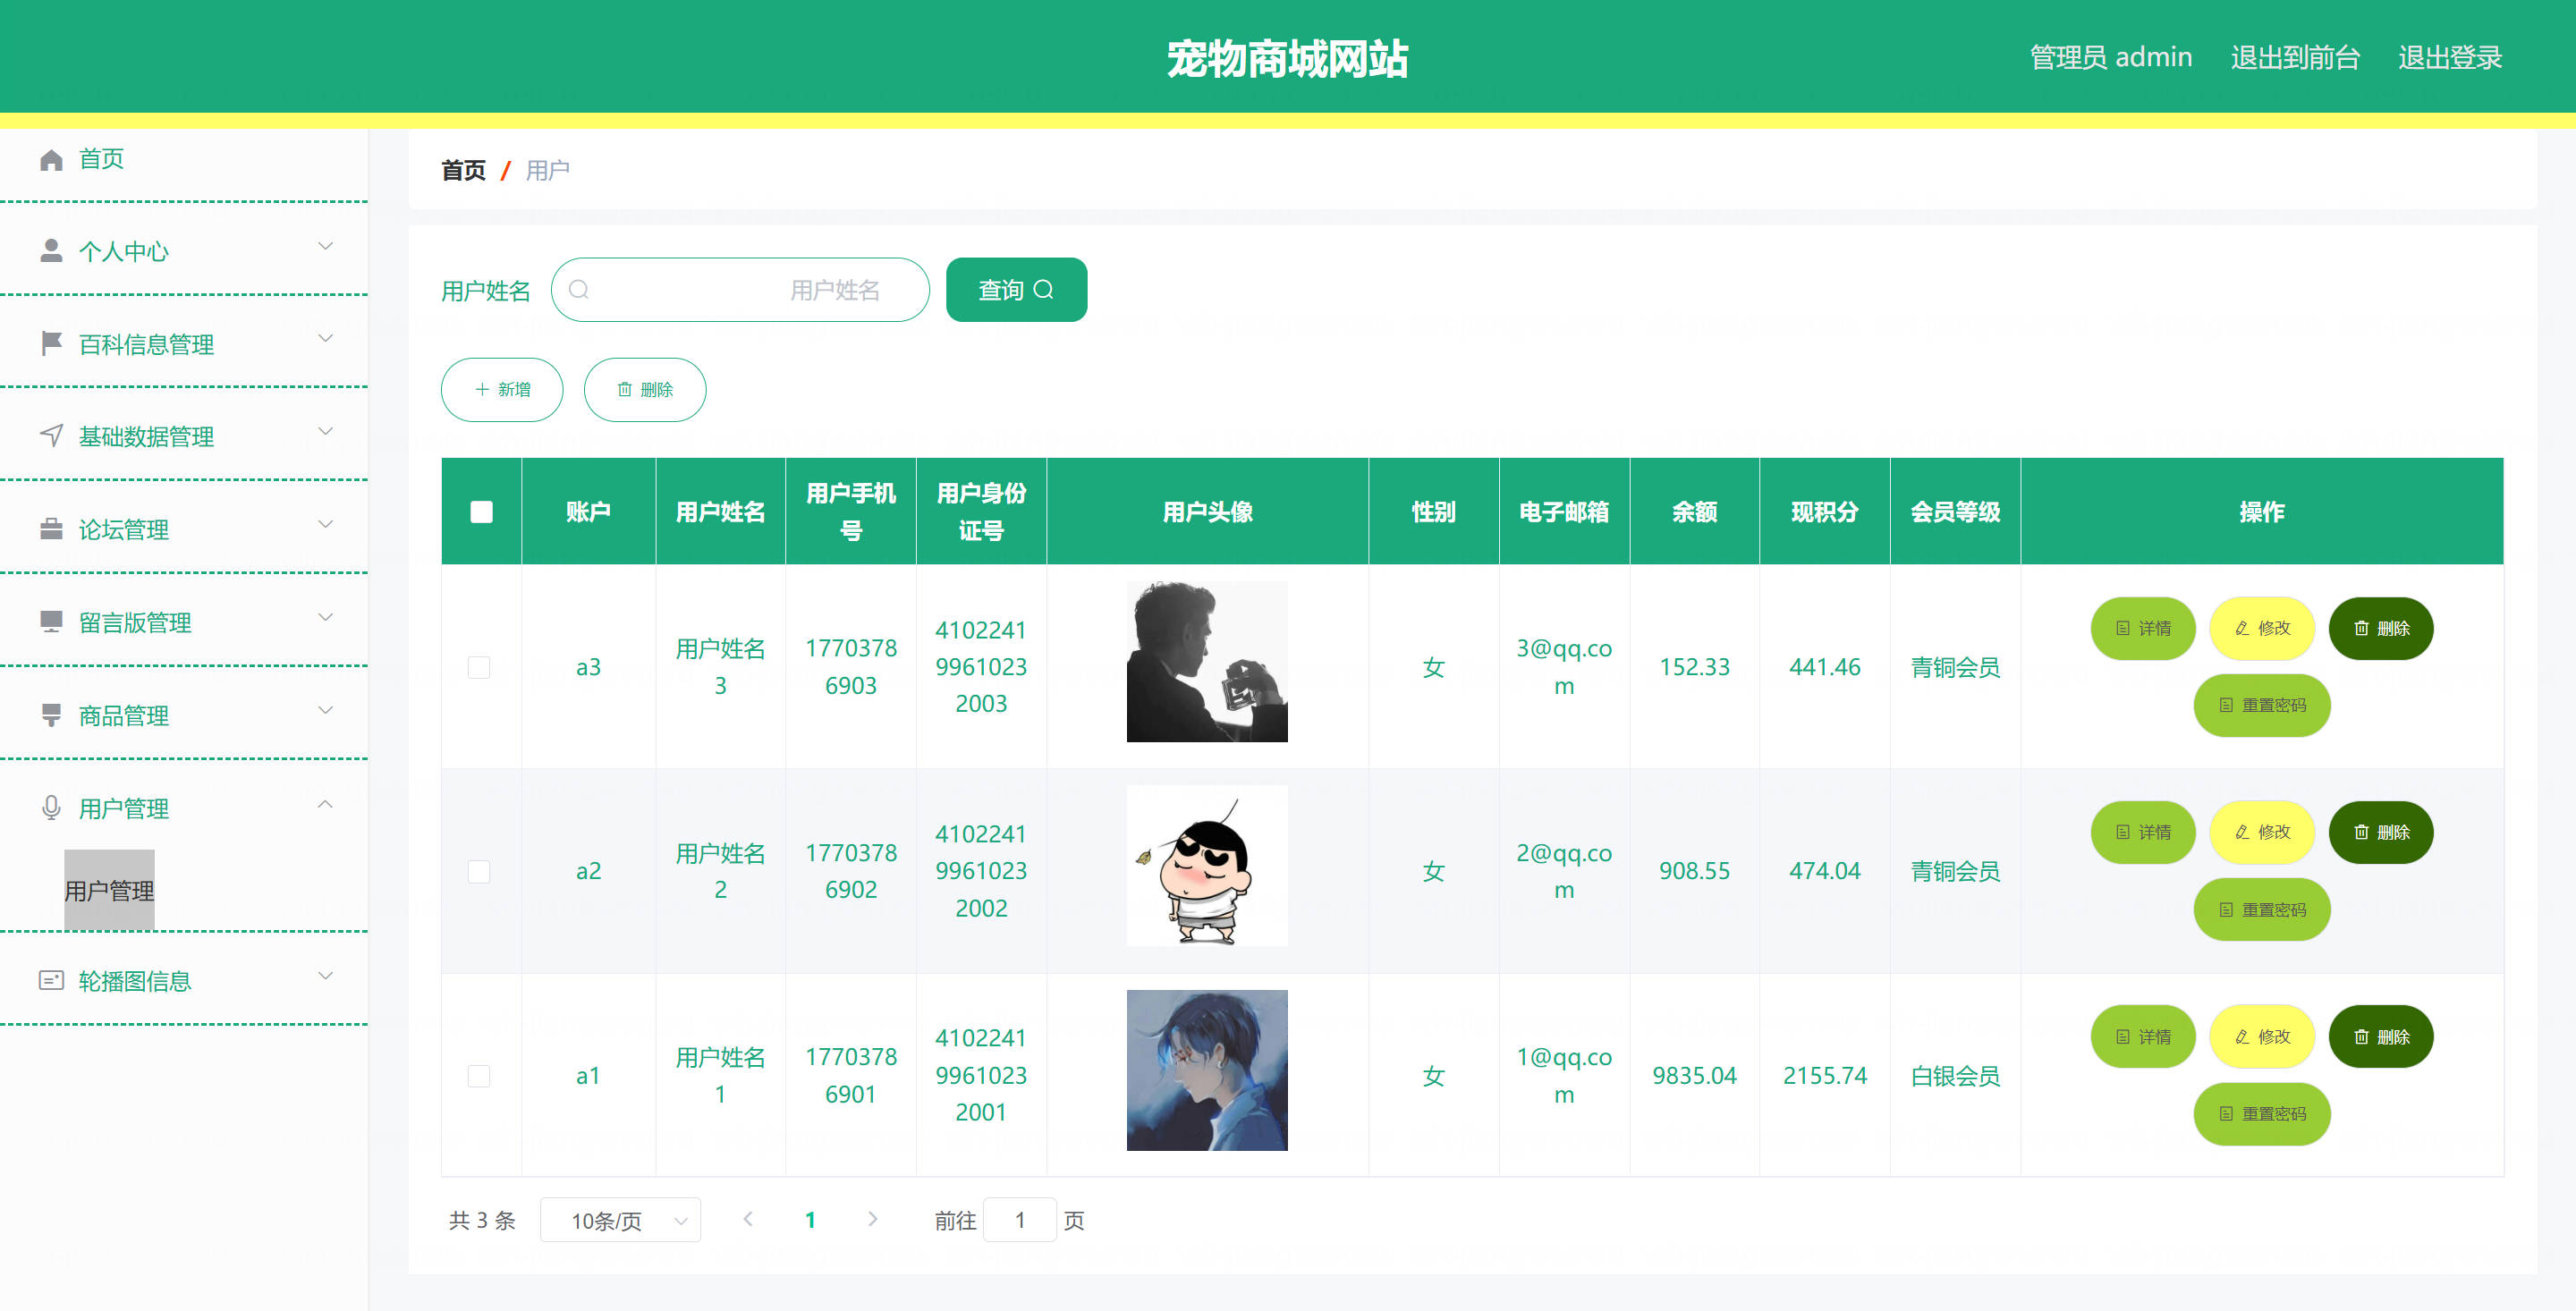 宠物商城网站
管理员 admin 退出到前台 退出登录
首页
个人中心
百科信息管理
基础数据管理
论坛管理
留言版管理
商品管理
用户管理
用户管理
轮播图信息
首页 / 用户
用户姓名 用户姓名 查询
新增 删除
账户 用户姓名 用户手机号 用户身份证号 用户头像 性别 电子邮箱 余额 现积分 会员等级 操作
a3 用户姓名3 17703786903 410224199610232003 女 3@qq.com 152.33 441.46 青铜会员 详情 修改 删除 重置密码
a2 用户姓名2 17703786902 410224199610232002 女 2@qq.com 908.55 474.04 青铜会员 详情 修改 删除 重置密码
a1 用户姓名1 17703786901 410224199610232001 女 1@qq.com 9835.04 2155.74 白银会员 详情 修改 删除 重置密码
共 3 条 10条/页 1 前往 1 页